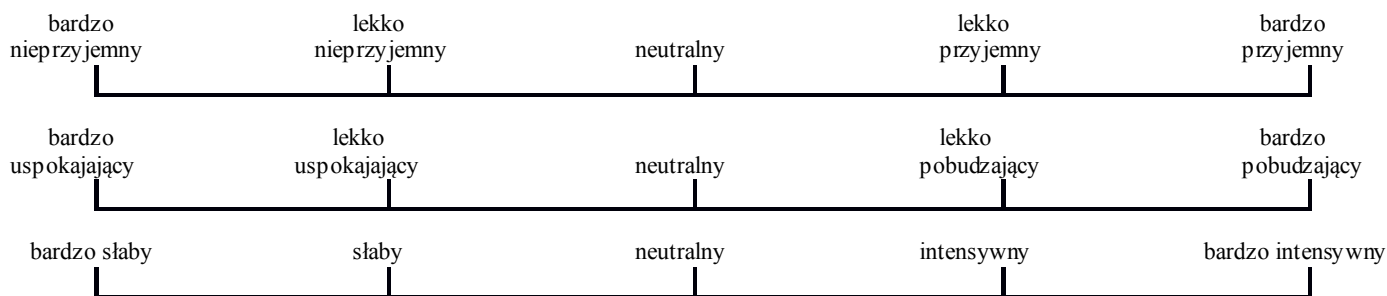 bardzo lekko lekko bardzo
nieprzyjemny nieprzyjemny neutralny przyjemny przyjemny
bardzo lekko lekko bardzo
uspokajający uspokajający neutralny pobudzający pobudzający
bardzo słaby słaby neutralny intensywny bardzo intensywny